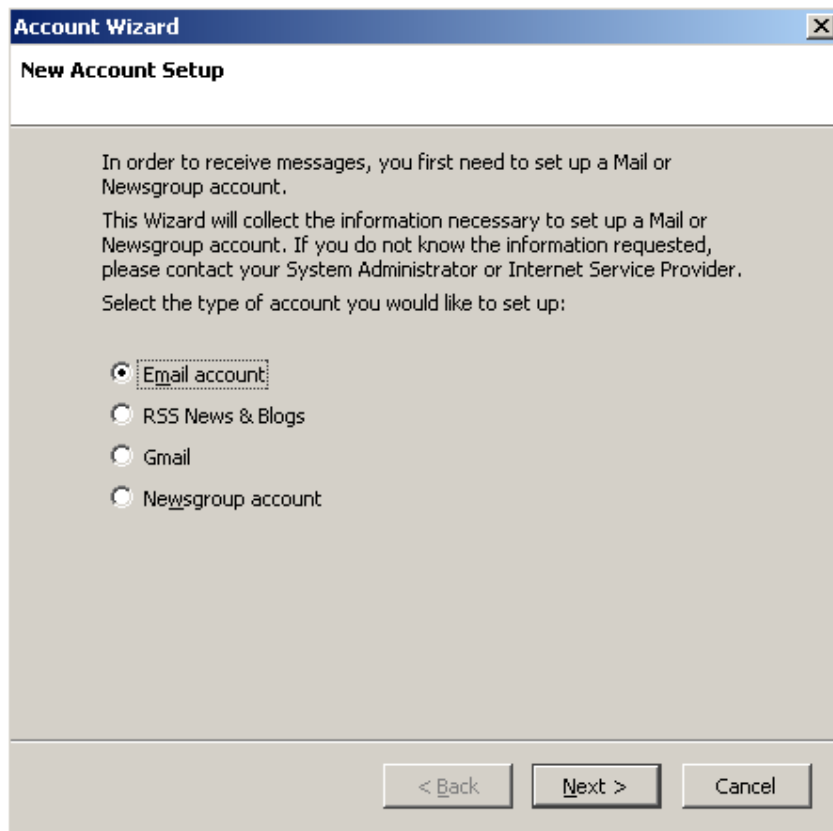 Account Wizard
New Account Setup
In order to receive messages, you first need to set up a Mail or
Newsgroup account.
This Wizard will collect the information necessary to set up a Mail or
Newsgroup account. If you do not know the information requested,
please contact your System Administrator or Internet Service Provider.
Select the type of account you would like to set up:
Email account
RSS News & Blogs
Gmail
Newsgroup account
< Back Next > Cancel